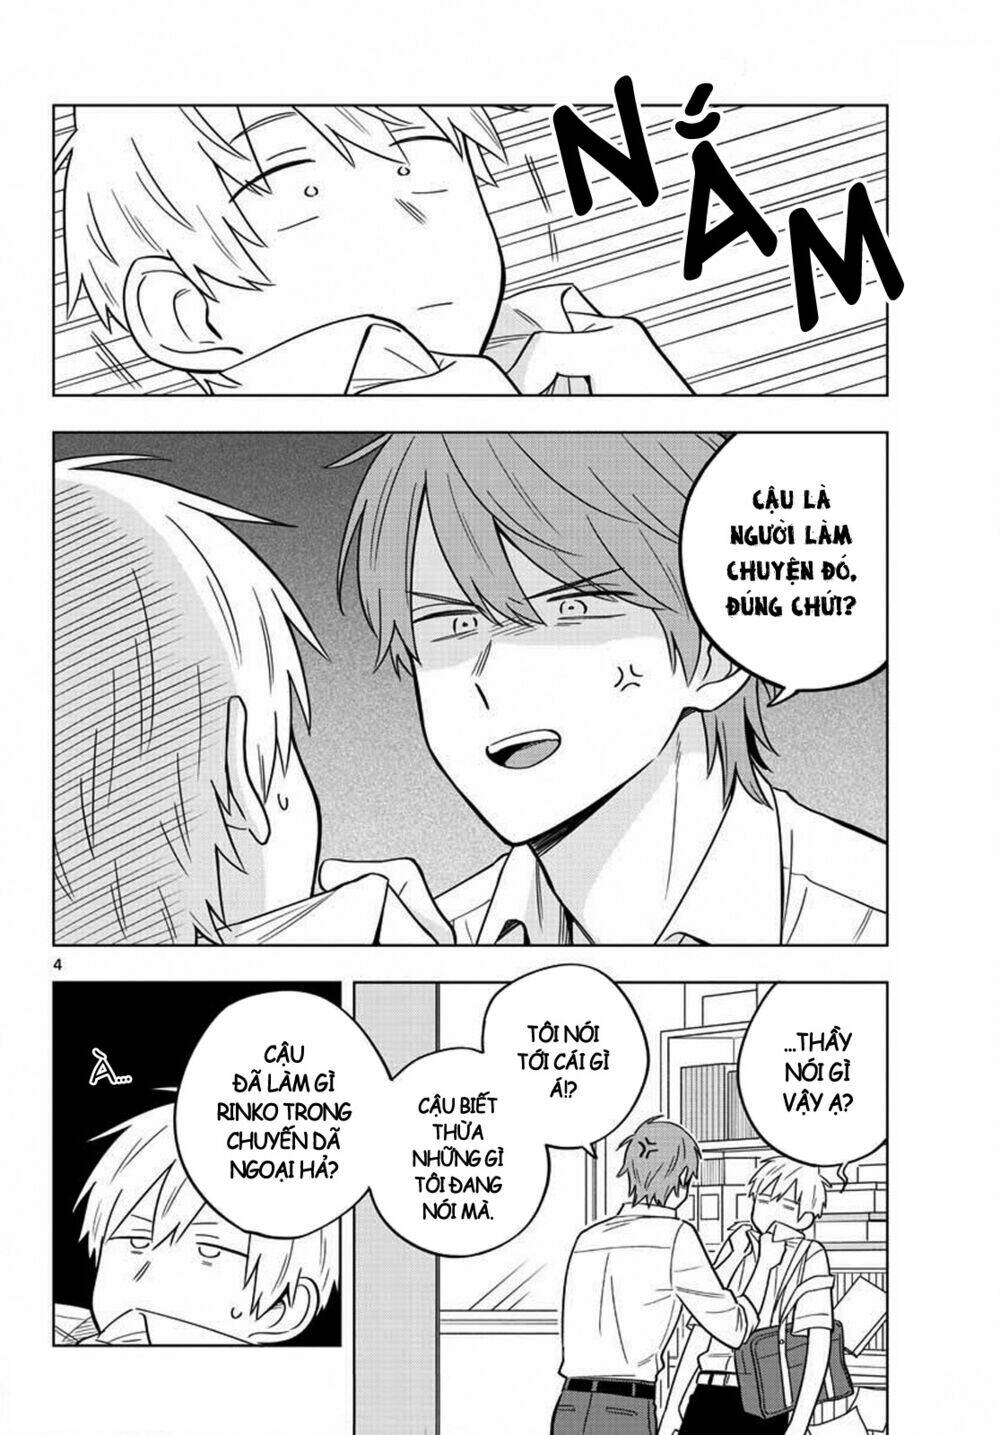 NẮM
CẬU LÀ
NGƯỜI LÀM
CHUYỆN ĐÓ,
ĐÚNG CHỨ?
4
...THẦY
NÓI GÌ
VẬY Ạ?
TÔI NÓI
TỚI CÁI GÌ
Á!?
CẬU BIẾT
THỪA
NHỮNG GÌ
TÔI ĐANG
NÓI MÀ.
CẬU
ĐÃ LÀM GÌ
RINKO TRONG
CHUYẾN DÃ
NGOẠI HẢ?
À...